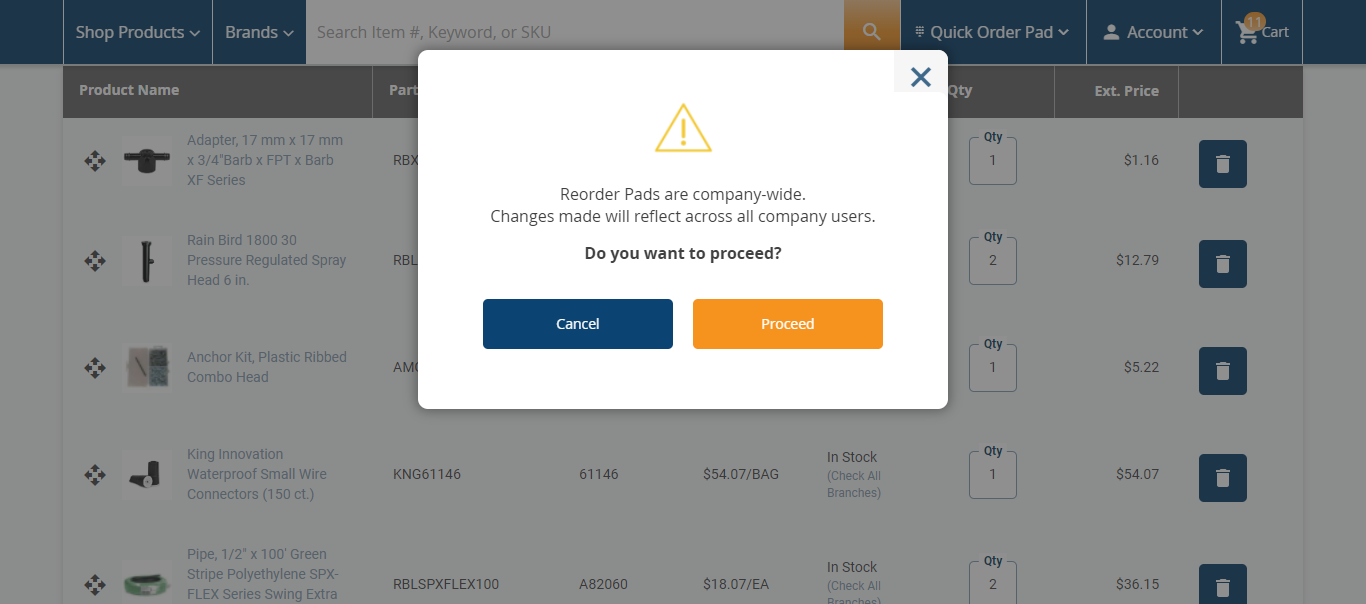 Shop Products
Brands
Search Item #, Keyword, or SKU
Quick Order Pad
Account
11
Cart
Product Name
Part
Qty
Ext. Price
Adapter, 17 mm x 17 mm
x 3/4"Barb x FPT x Barb
XF Series
RBX
Qty
1
$1.16
Rain Bird 1800 30
Pressure Regulated Spray
Head 6 in.
RBL
Qty
2
$12.79
Anchor Kit, Plastic Ribbed
Combo Head
AMC
Qty
1
$5.22
Reorder Pads are company-wide.
Changes made will reflect across all company users.
Do you want to proceed?
Cancel
Proceed
King Innovation
Waterproof Small Wire
Connectors (150 ct.)
KNG61146
61146
$54.07/BAG
In Stock
(Check All
Branches)
Qty
1
$54.07
Pipe, 1/2" x 100' Green
Stripe Polyethylene SPX-
FLEX Series Swing Extra
RBLSPXFLEX100
A82060
$18.07/EA
In Stock
(Check All
Branches)
Qty
2
$36.15